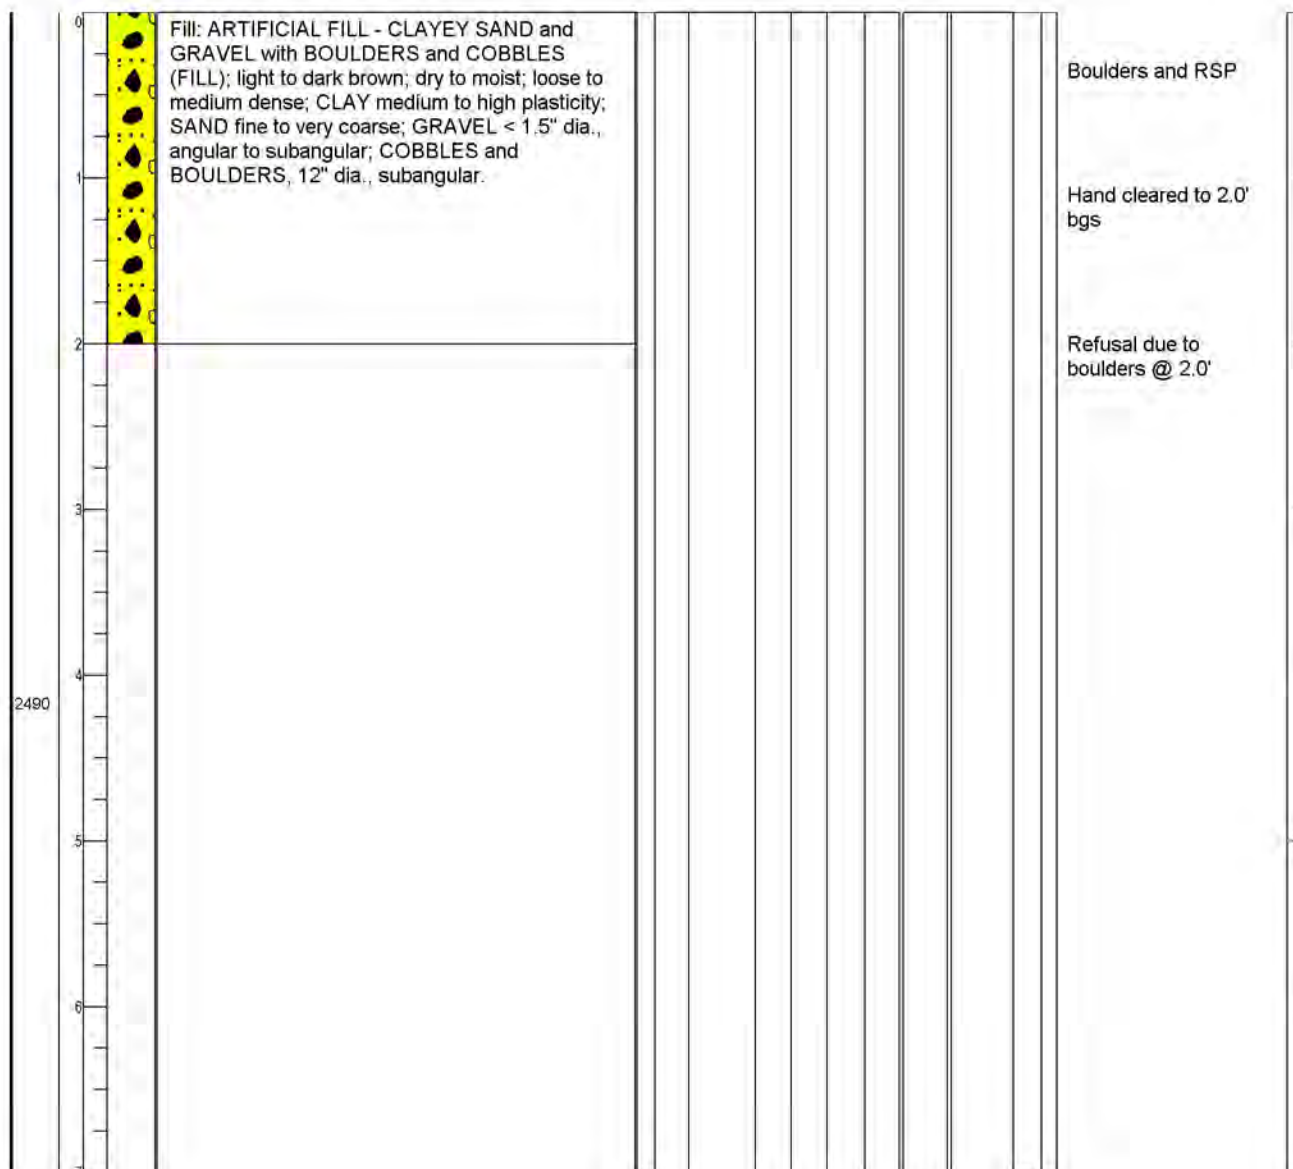 0
Fill: ARTIFICIAL FILL - CLAYEY SAND and
GRAVEL with BOULDERS and COBBLES
(FILL); light to dark brown; dry to moist; loose to
medium dense; CLAY medium to high plasticity;
SAND fine to very coarse; GRAVEL < 1.5" dia.,
angular to subangular; COBBLES and
BOULDERS, 12" dia., subangular.
Boulders and RSP
1
Hand cleared to 2.0'
bgs
2
Refusal due to
boulders @ 2.0'
3
4
2490
5
6